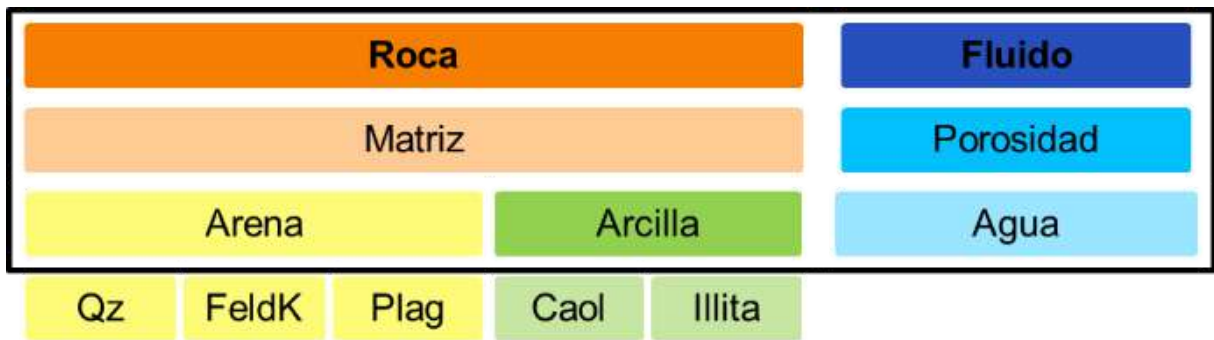 Roca Fluido
Matriz Porosidad
Arena Arcilla Agua
Qz FeldK Plag Caol Illita